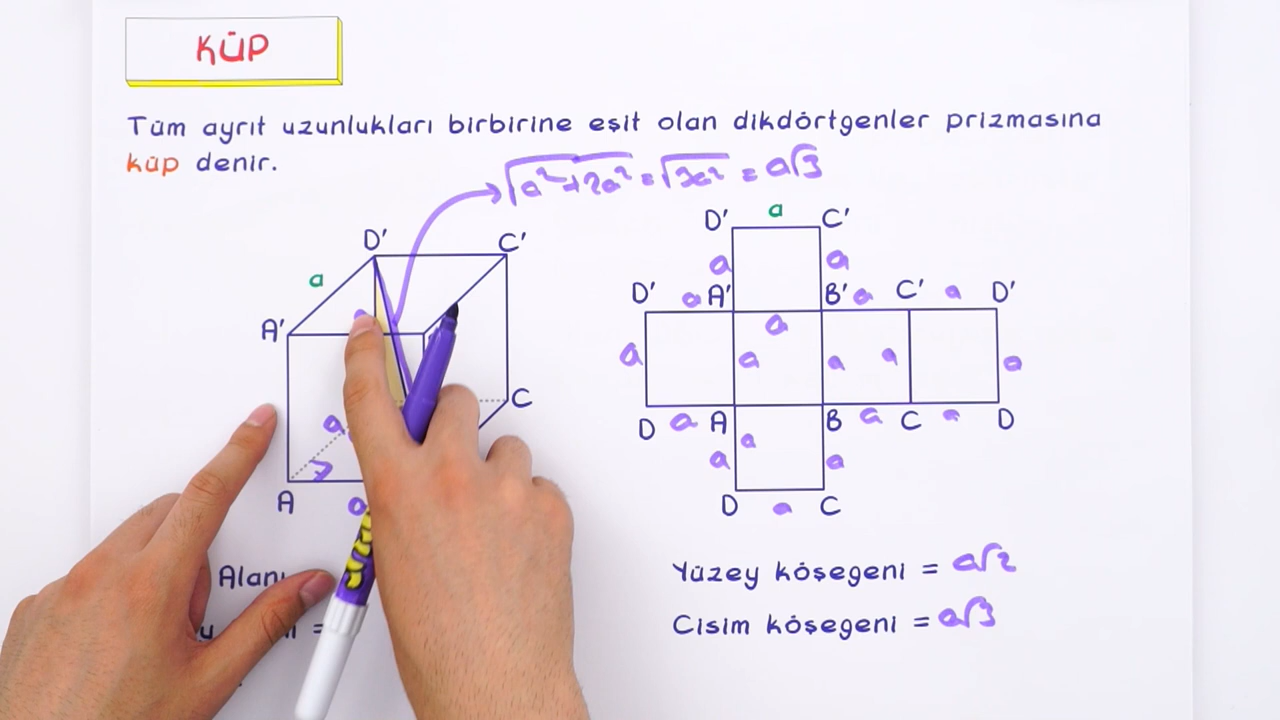 KÜP
Tüm ayrıt uzunlukları birbirine eşit olan dikdörtgenler prizmasına
küp denir.
√a²+2a² = √3a² = a√3
D' C'
a
A'
a
C
A
a
D' a C'
a a
D' a A' B' a C' a D'
a
a a a a a
D a A B a C a D
a
a a
D a C
Alanı
=
Yüzey köşegeni = a√2
Cisim köşegeni = a√3